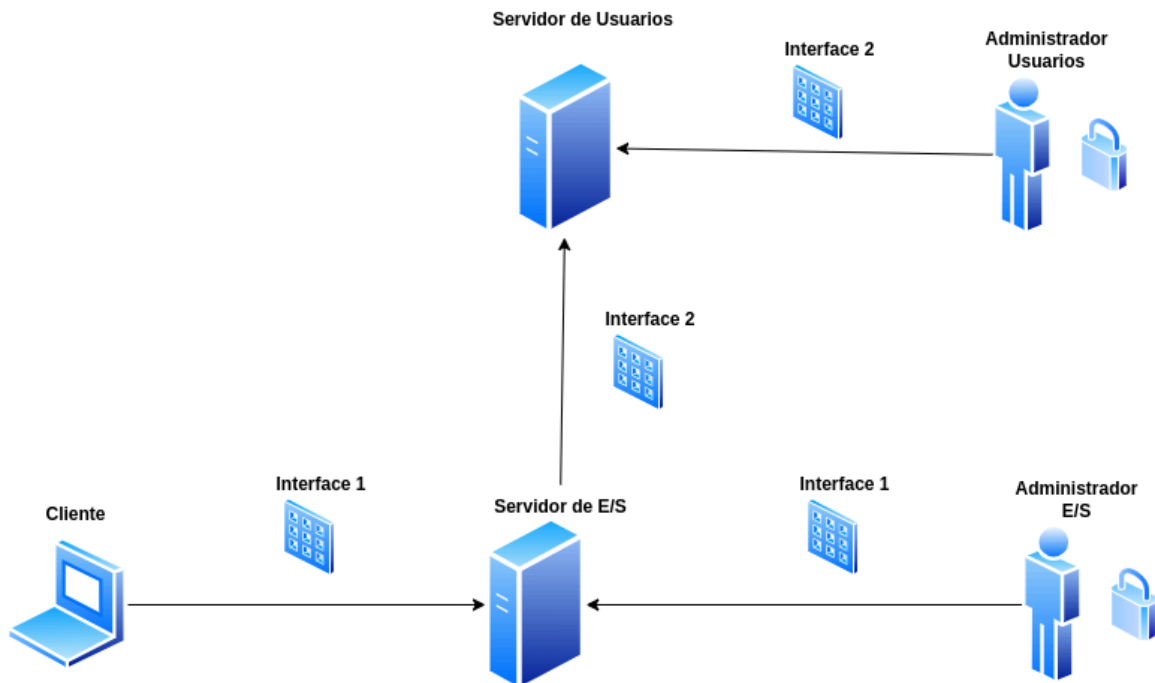 Servidor de Usuarios
Interface 2
Administrador
Usuarios
Interface 2
Interface 1
Servidor de E/S
Interface 1
Administrador
E/S
Cliente